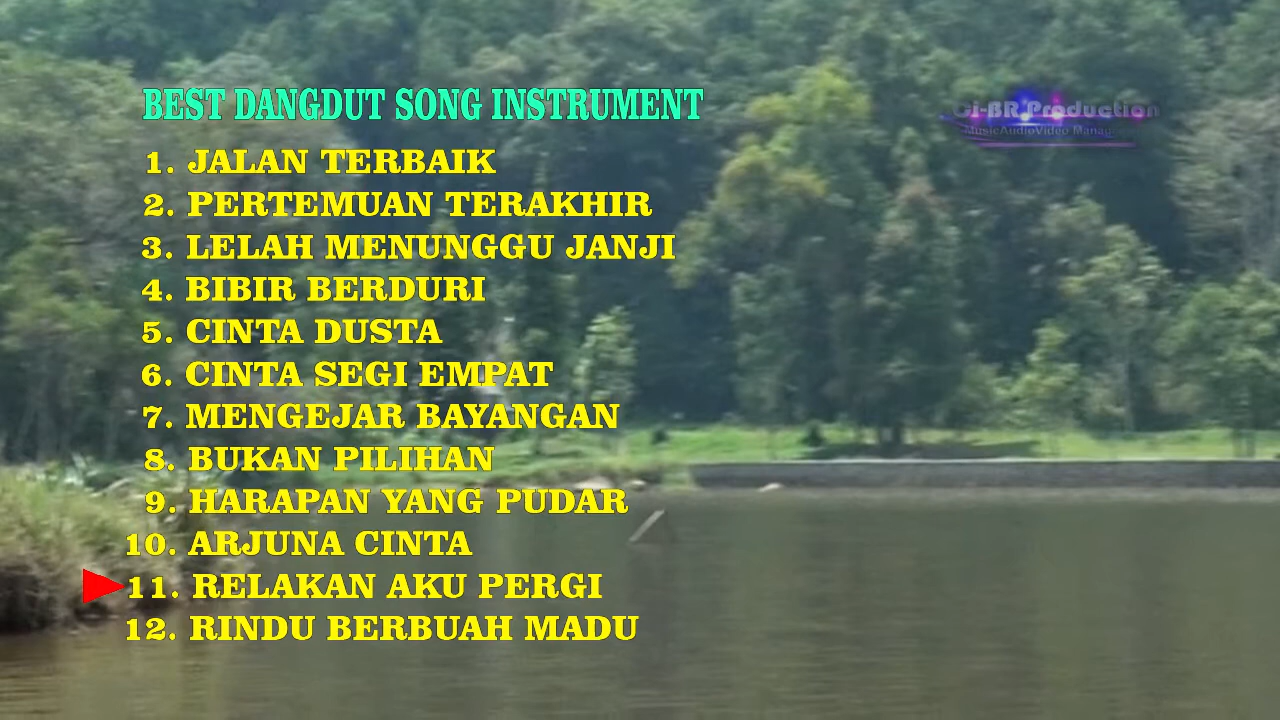 BEST DANGDUT SONG INSTRUMENT
Gi-BR Production
MusicAudioVideo
1. JALAN TERBAIK
2. PERTEMUAN TERAKHIR
3. LELAH MENUNGGU JANJI
4. BIBIR BERDURI
5. CINTA DUSTA
6. CINTA SEGI EMPAT
7. MENGEJAR BAYANGAN
8. BUKAN PILIHAN
9. HARAPAN YANG PUDAR
10. ARJUNA CINTA
11. RELAKAN AKU PERGI
12. RINDU BERBUAH MADU